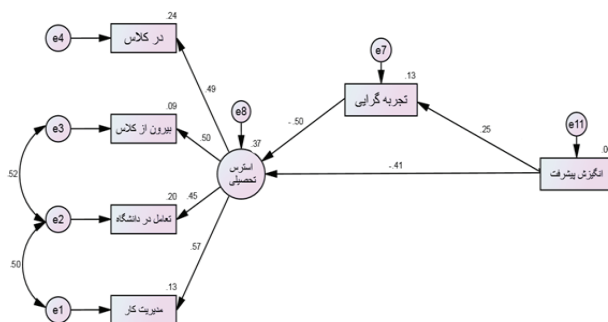 .24
e4
در کلاس
e7
.13
.49
تجربه گرایی
.09
e8
e3
بیرون از کلاس
.50
.37
-.50
.25
e11
استرس
تحصیلی
-.41
انگیزش پیشرفت
.52
.20
.45
e2
تعامل در دانشگاه
.57
.50
.13
e1
مدیریت کار